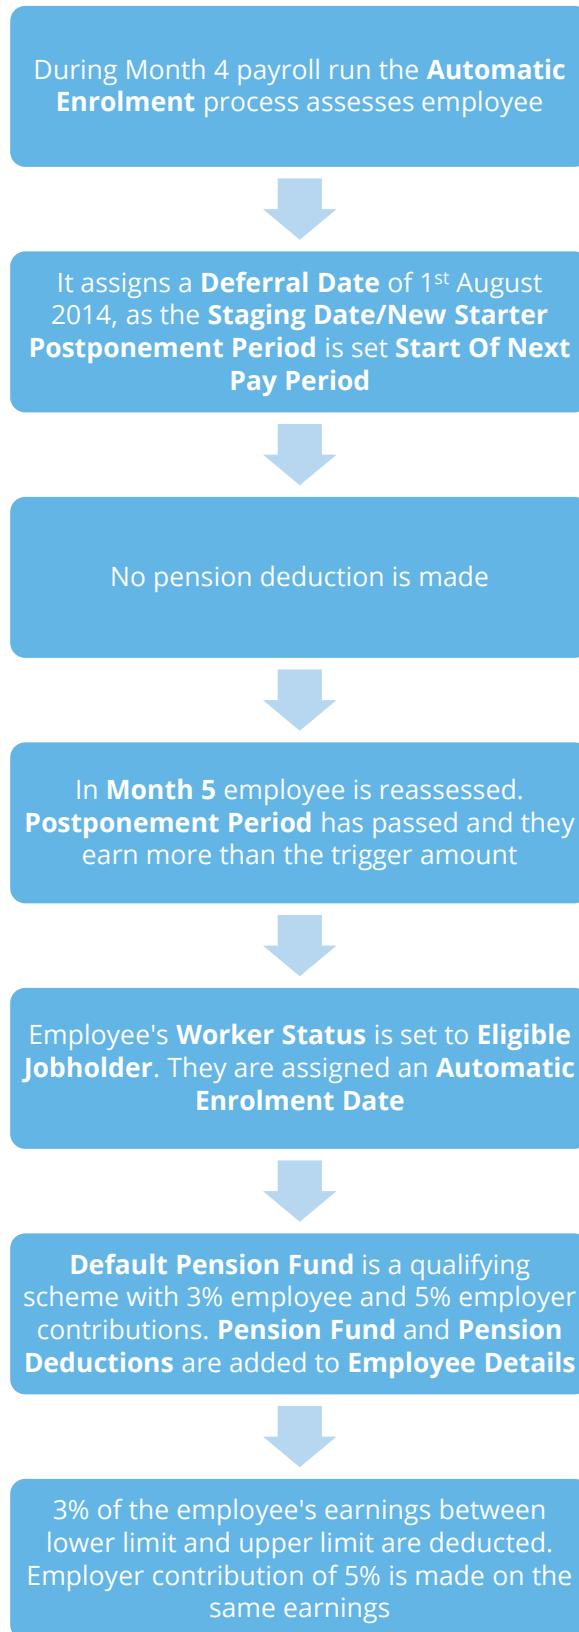 During Month 4 payroll run the Automatic
Enrolment process assesses employee
It assigns a Deferral Date of 1st August
2014, as the Staging Date/New Starter
Postponement Period is set Start Of Next
Pay Period
No pension deduction is made
In Month 5 employee is reassessed.
Postponement Period has passed and they
earn more than the trigger amount
Employee's Worker Status is set to Eligible
Jobholder. They are assigned an Automatic
Enrolment Date
Default Pension Fund is a qualifying
scheme with 3% employee and 5% employer
contributions. Pension Fund and Pension
Deductions are added to Employee Details
3% of the employee's earnings between
lower limit and upper limit are deducted.
Employer contribution of 5% is made on the
same earnings